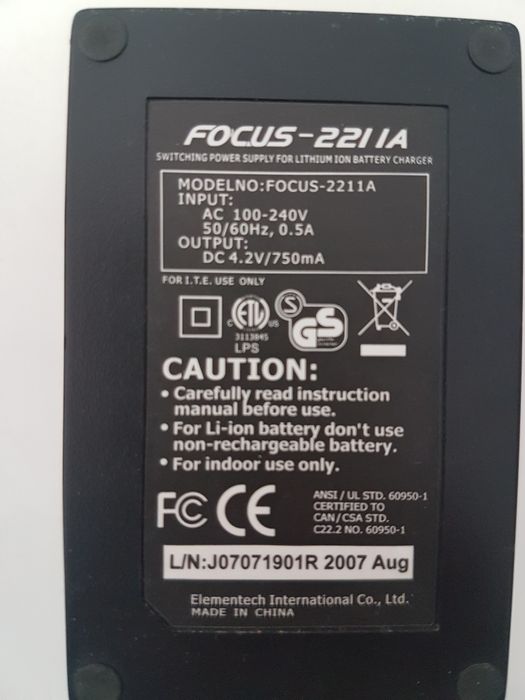 FOCUS-2211A
SWITCHING POWER SUPPLY FOR LITHIUM ION BATTERY CHARGER
MODELNO:FOCUS-2211A
INPUT:
AC 100-240V
50/60Hz, 0.5A
OUTPUT:
DC 4.2V/750mA
FOR I.T.E. USE ONLY
C ETL US
3113845
LPS
S
GS
CAUTION:
• Carefully read instruction
manual before use.
• For Li-ion battery don't use
non-rechargeable battery.
• For indoor use only.
FC CE
ANSI / UL STD. 60950-1
CERTIFIED TO
CAN/CSA STD.
C22.2 NO. 60950-1
L/N:J07071901R 2007 Aug
Elementech International Co., Ltd.
MADE IN CHINA